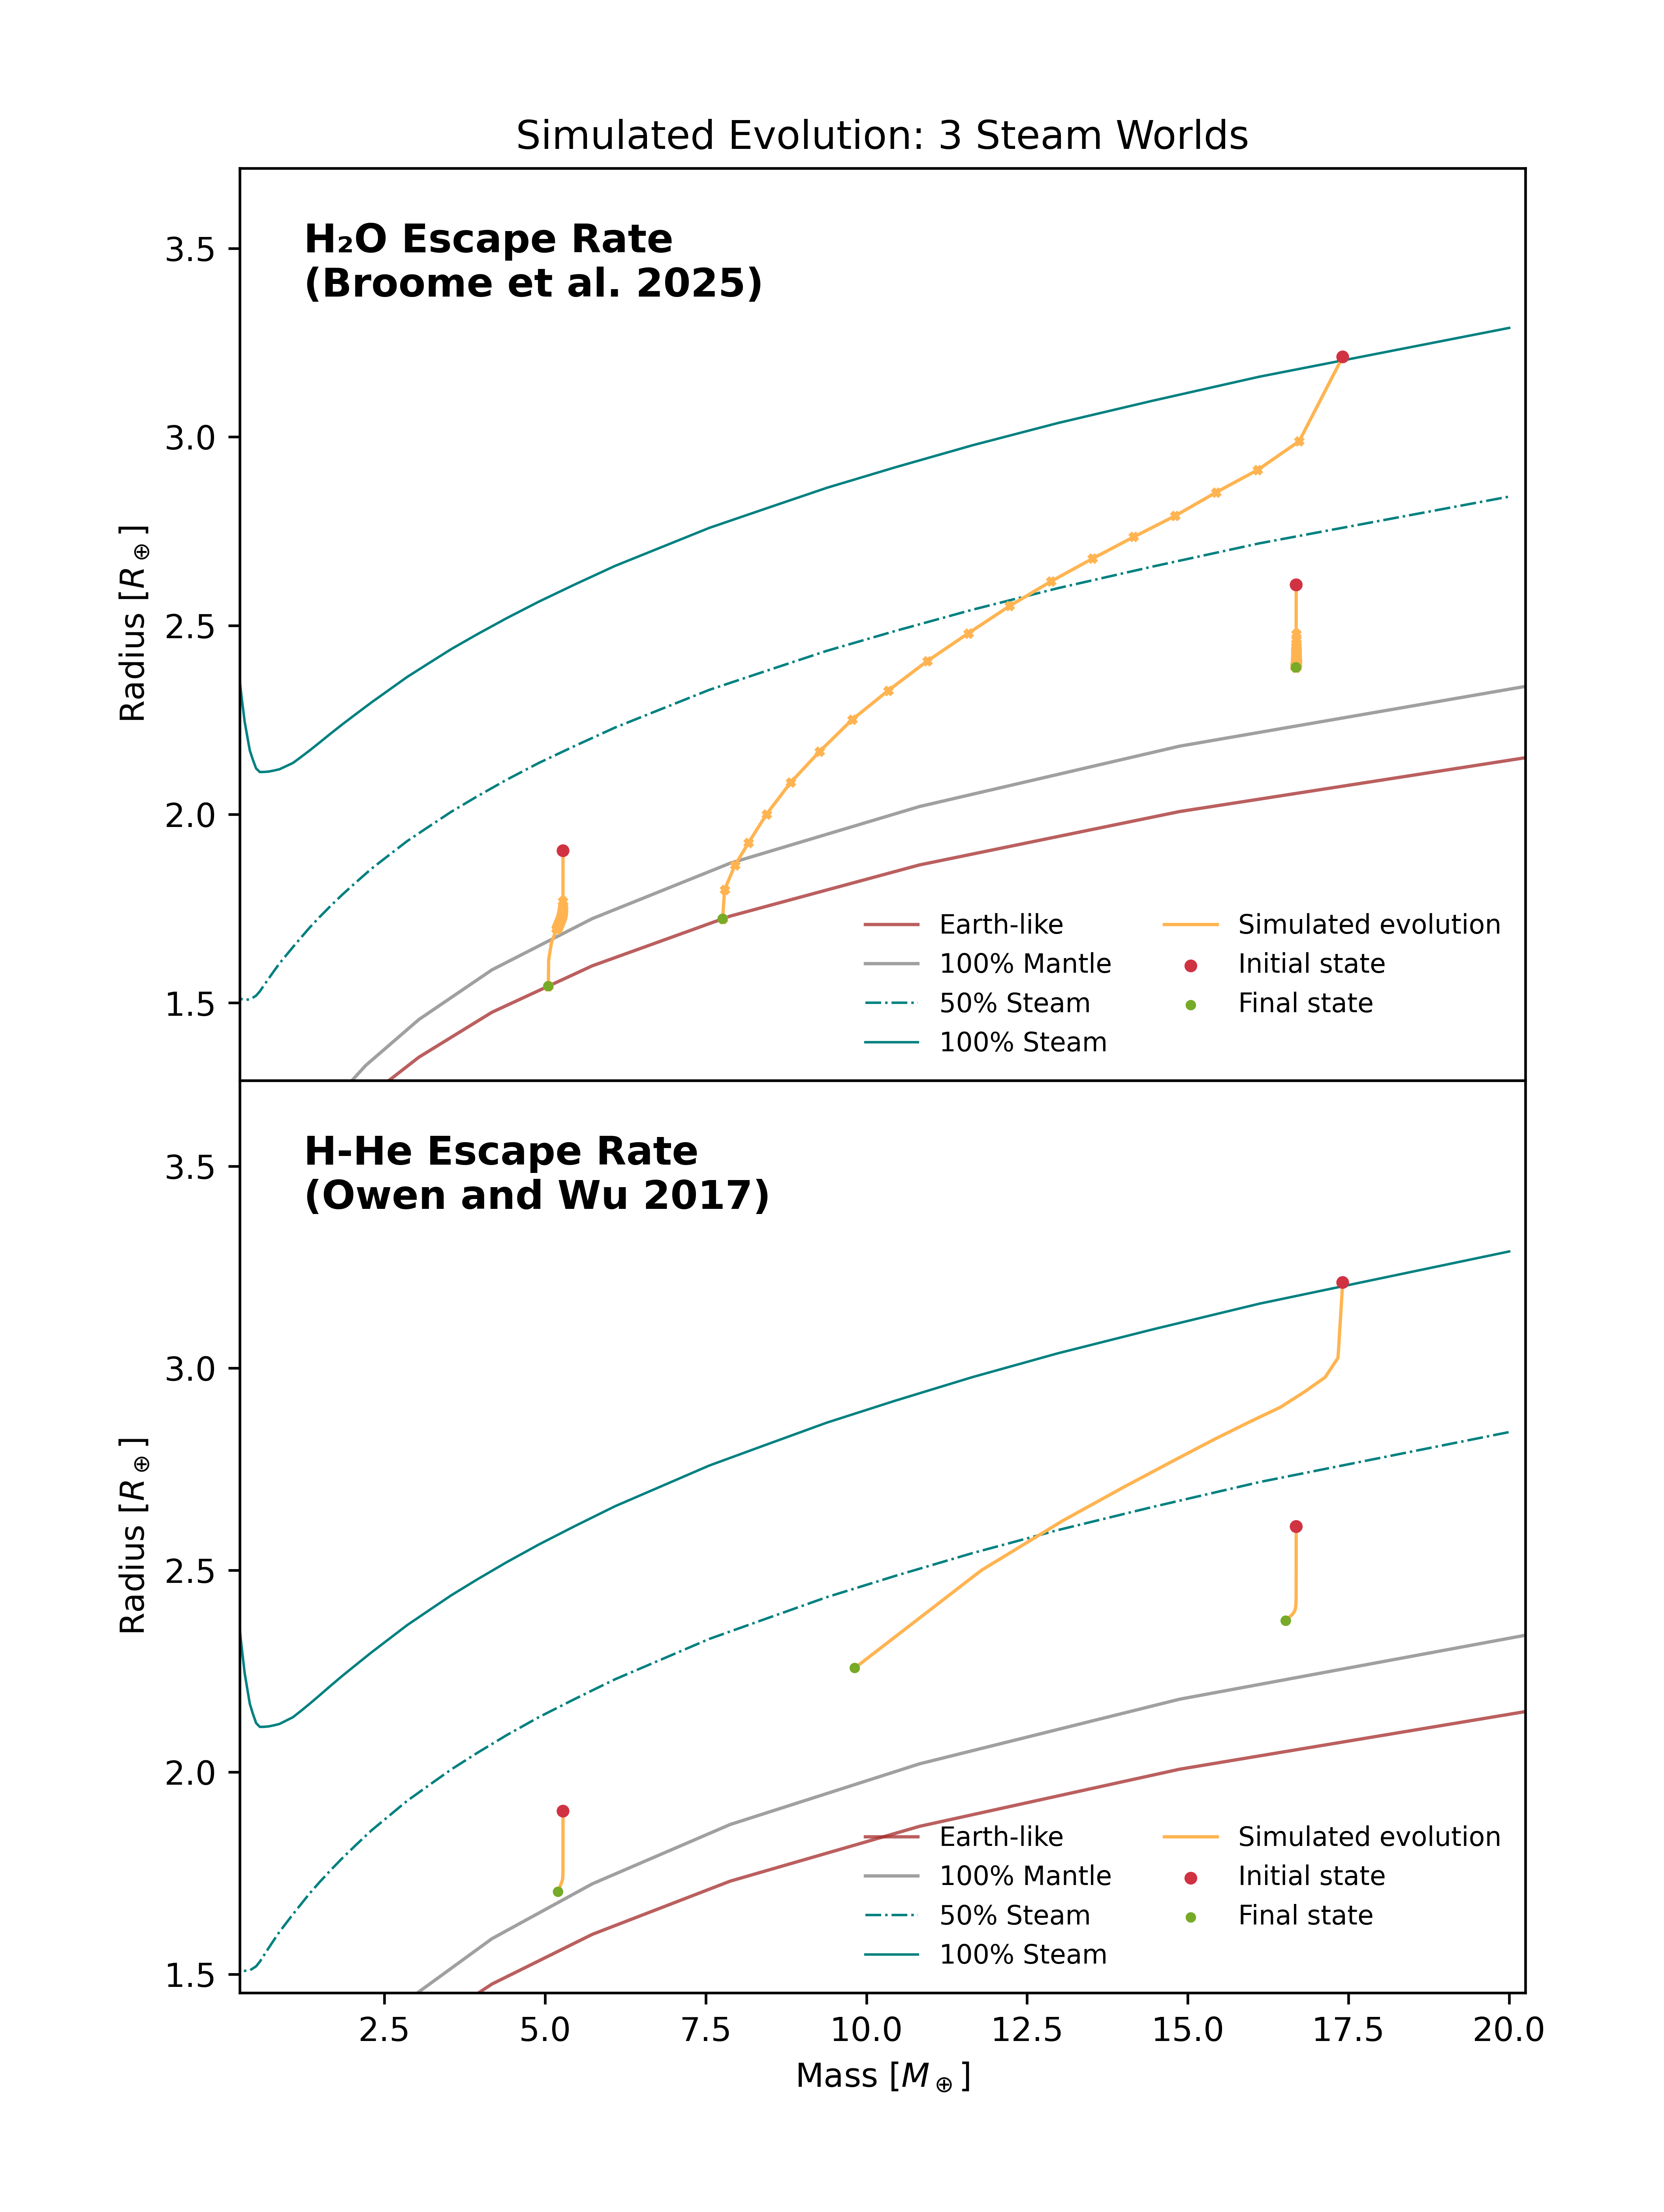 Simulated Evolution: 3 Steam Worlds
H₂O Escape Rate
(Broome et al. 2025)
3.5
3.0
2.5
2.0
1.5
Radius [R⊕]
Earth-like
100% Mantle
50% Steam
100% Steam
Simulated evolution
Initial state
Final state
H-He Escape Rate
(Owen and Wu 2017)
3.5
3.0
2.5
2.0
1.5
Radius [R⊕]
Earth-like
100% Mantle
50% Steam
100% Steam
Simulated evolution
Initial state
Final state
2.5 5.0 7.5 10.0 12.5 15.0 17.5 20.0
Mass [M⊕]